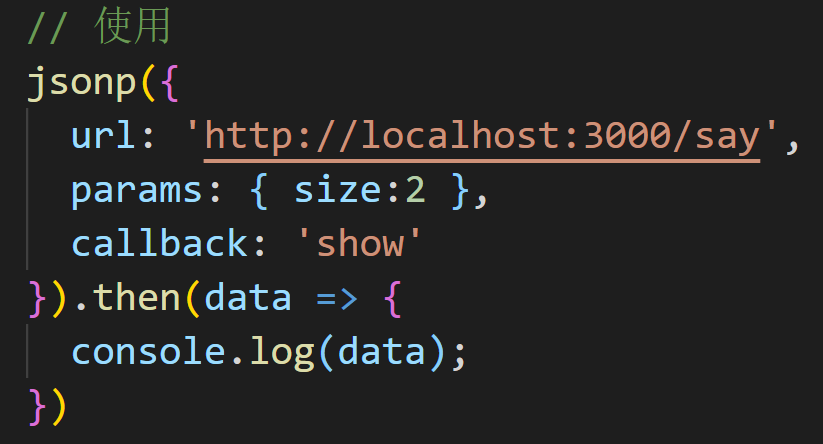 // 使用
jsonp({
  url: 'http://localhost:3000/say',
  params: { size:2 },
  callback: 'show'
}).then(data => {
  console.log(data);
})